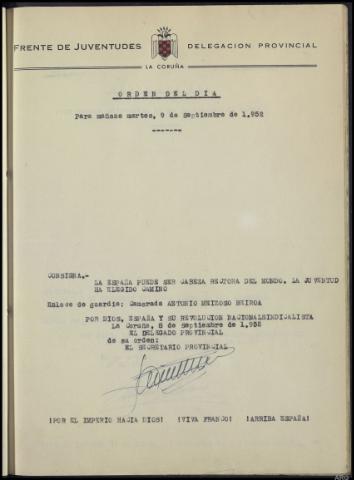 FRENTE DE JUVENTUDES DELEGACION PROVINCIAL
LA CORUÑA
ORDEN DEL DIA
Para mañana martes, 9 de Septiembre de 1.952
CONSIGNA.-
LA ESPAÑA PUEDE SER CABEZA RECTORA DEL MUNDO. LA JUVENTUD
HA ELEGIDO CAMINO
Enlace de guardia: Camarada ANTONIO MEIZOSO BEIROA
POR DIOS, ESPAÑA Y SU REVOLUCION NACIONALSINDICALISTA
La Coruña, 8 de Septiembre de 1,952
EL DELEGADO PROVINCIAL
de su orden:
EL SECRETARIO PROVINCIAL
¡POR EL IMPERIO HACIA DIOS! ¡VIVA FRANCO! ¡ARRIBA ESPAÑA!